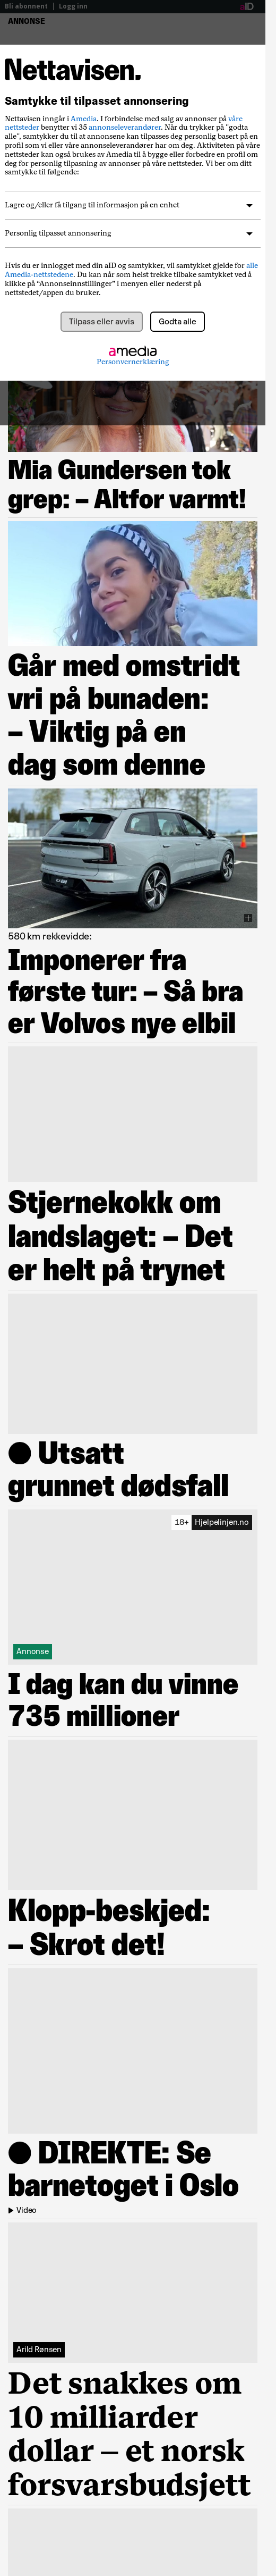 Bli abonnent | Logg inn
aID
ANNONSE
Nettavisen.
Samtykke til tilpasset annonsering
Nettavisen inngår i Amedia. I forbindelse med salg av annonser på våre
nettsteder benytter vi 35 annonseleverandører. Når du trykker på "godta
alle", samtykker du til at annonsene kan tilpasses deg personlig basert på en
profil som vi eller våre annonseleverandører har om deg. Aktivitetene på våre
nettsteder kan også brukes av Amedia til å bygge eller forbedre en profil om
deg for personlig tilpasning av annonser på våre nettsteder. Vi ber om ditt
samtykke til følgende:
Lagre og/eller få tilgang til informasjon på en enhet
Personlig tilpasset annonsering
Hvis du er innlogget med din aID og samtykker, vil samtykket gjelde for alle
Amedia-nettstedene. Du kan når som helst trekke tilbake samtykket ved å
klikke på “Annonseinnstillinger” i menyen eller nederst på
nettstedet/appen du bruker.
Tilpass eller avvis
Godta alle
amedia
Personvernerklæring
Mia Gundersen tok
grep: – Altfor varmt!
Går med omstridt
vri på bunaden:
– Viktig på en
dag som denne
580 km rekkevidde:
Imponerer fra
første tur: – Så bra
er Volvos nye elbil
Stjernekokk om
landslaget: – Det
er helt på trynet
● Utsatt
grunnet dødsfall
18+ Hjelpelinjen.no
Annonse
I dag kan du vinne
735 millioner
Klopp-beskjed:
– Skrot det!
● DIREKTE: Se
barnetoget i Oslo
Video
Arild Rønsen
Det snakkes om
10 milliarder
dollar – et norsk
forsvarsbudsjett